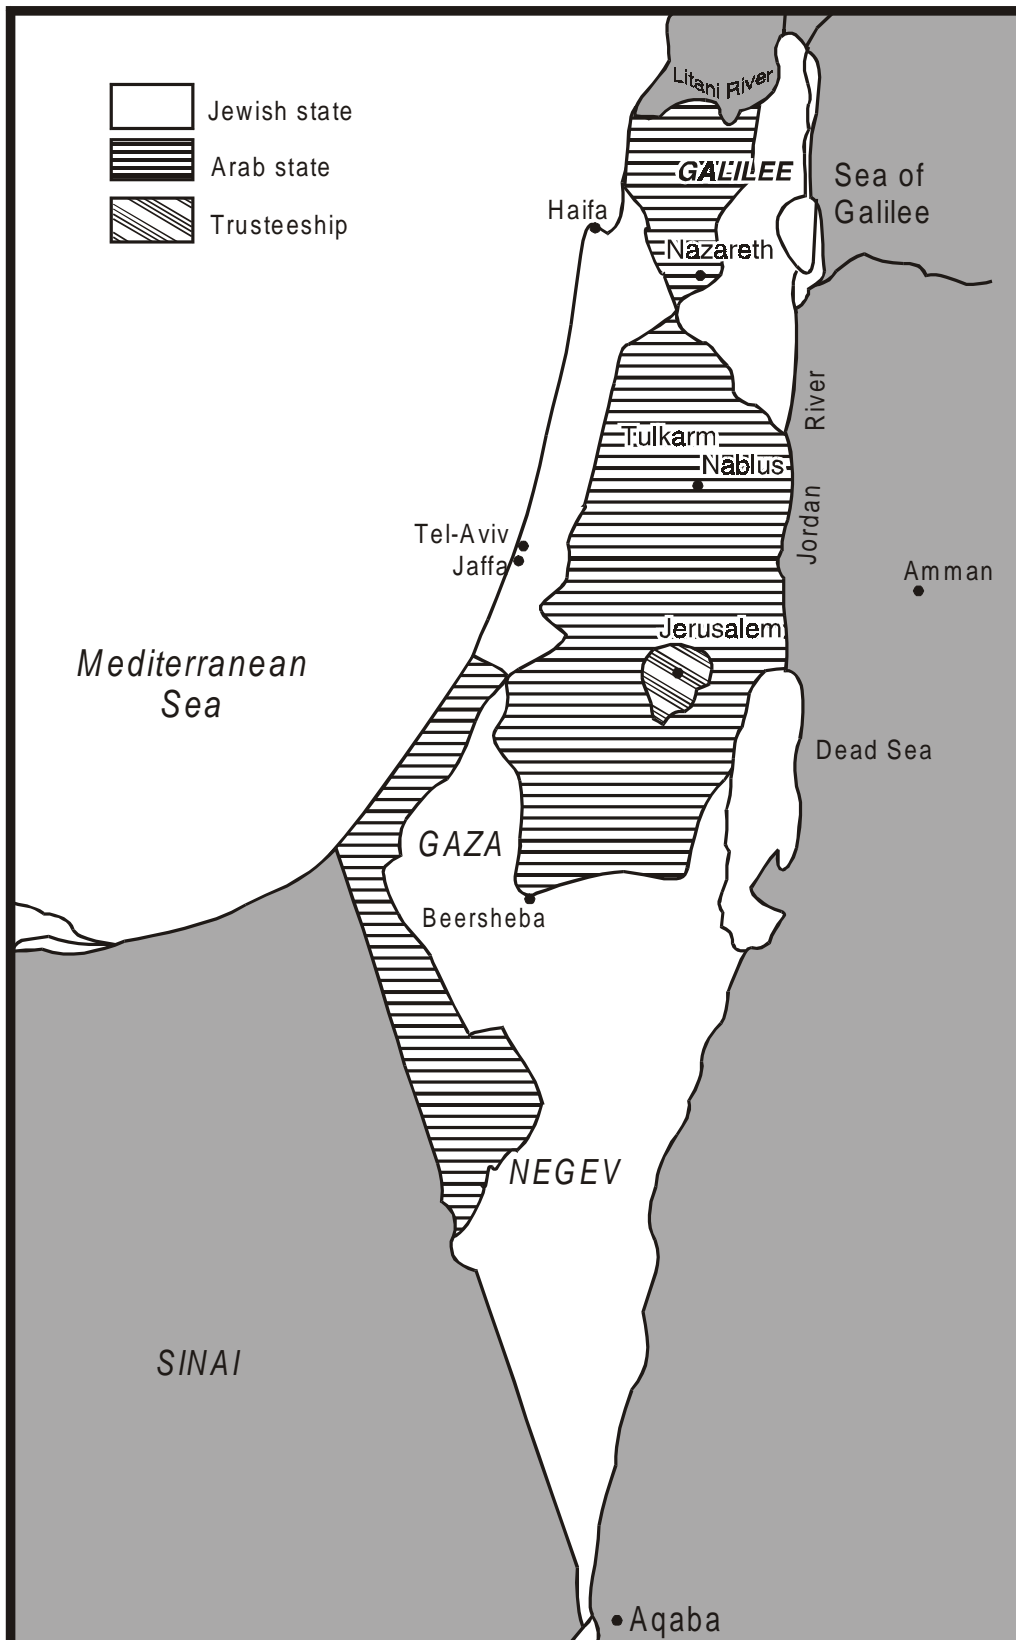 Litani River
Jewish state
Arab state
Trusteeship
GALILEE
Sea of
Galilee
Haifa
Nazareth
River
Tulkarm
Nablus
Jordan
Tel-Aviv
Jaffa
Amman
Jerusalem
Mediterranean
Sea
Dead Sea
GAZA
Beersheba
NEGEV
SINAI
Aqaba